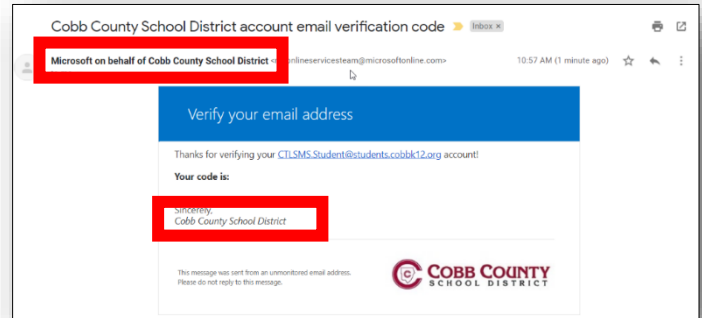 Cobb County School District account email verification code Inbox ×
Microsoft on behalf of Cobb County School District onlineservicesteam@microsoftonline.com> 10:57 AM (1 minute ago)
Verify your email address
Thanks for verifying your CTLSMS.Student@students.cobbk12.org account!
Your code is:
Sincerely,
Cobb County School District
This message was sent from an unmonitored email address.
Please do not reply to this message.
C COBB COUNTY
SCHOOL DISTRICT